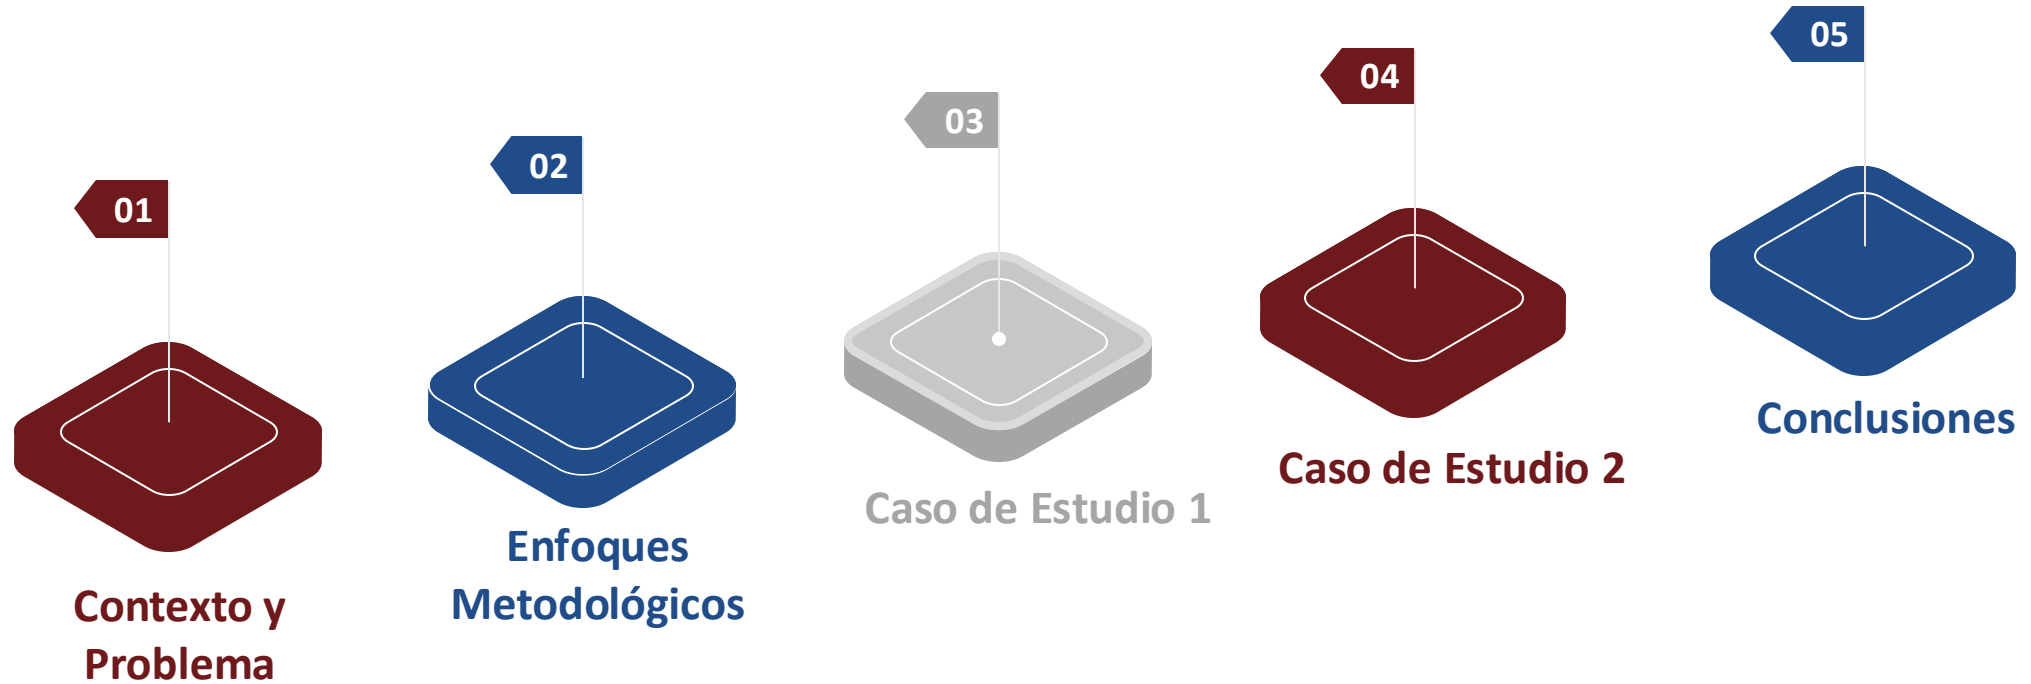 01
Contexto y
Problema
02
Enfoques
Metodológicos
03
Caso de Estudio 1
04
Caso de Estudio 2
05
Conclusiones